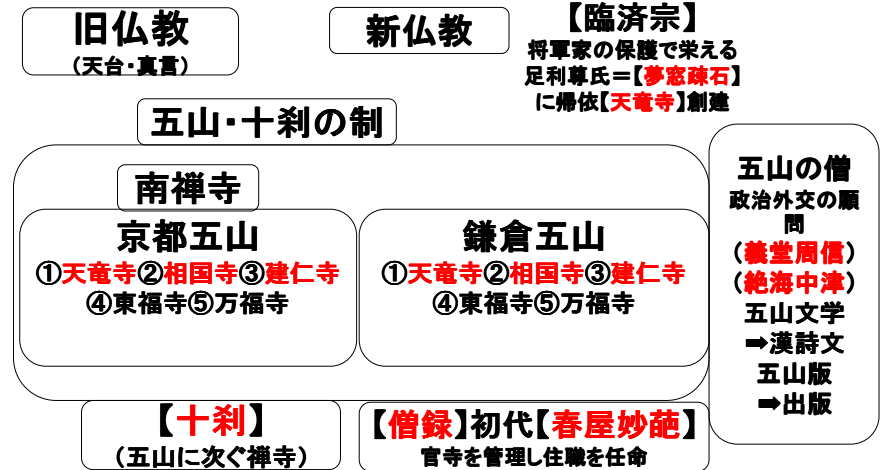 旧仏教
（天台・真言）
新仏教
【臨済宗】
将軍家の保護で栄える
足利尊氏＝【夢窓疎石】
に帰依【天竜寺】創建
五山・十刹の制
南禅寺
京都五山
①天竜寺②相国寺③建仁寺
④東福寺⑤万福寺
鎌倉五山
①天竜寺②相国寺③建仁寺
④東福寺⑤万福寺
五山の僧
政治外交の顧
問
（義堂周信）
（絶海中津）
五山文学
➡漢詩文
五山版
➡出版
【十刹】
（五山に次ぐ禅寺）
【僧録】初代【春屋妙葩】
官寺を管理し住職を任命